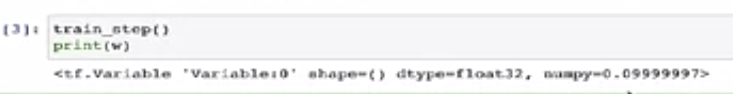 [3]: train_step()
print(w)
<tf.Variable 'Variable:0' shape=() dtype=float32, numpy=0.09999997>